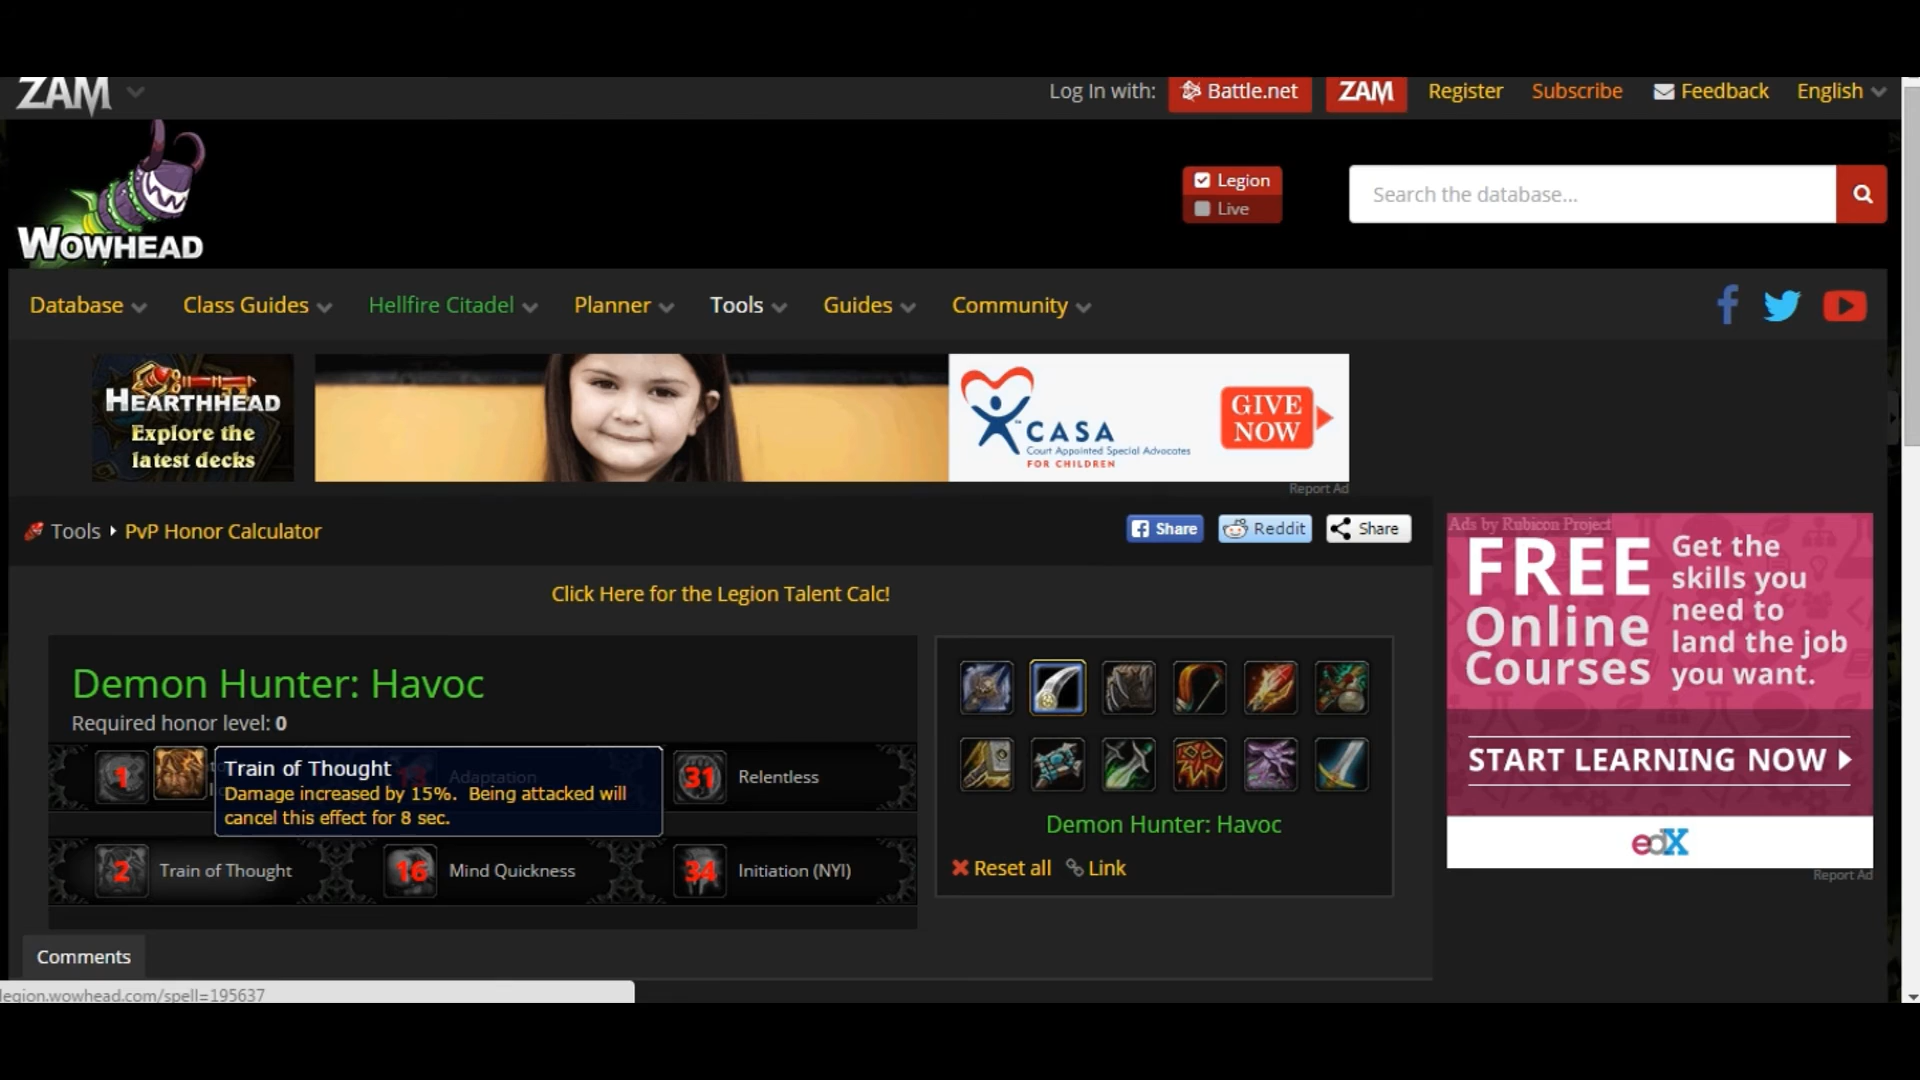 ZAM
Log In with: Battle.net ZAM Register Subscribe Feedback English
WOWHEAD
Legion
Live
Search the database...
Database Class Guides Hellfire Citadel Planner Tools Guides Community
HEARTHHEAD
Explore the
latest decks
CASA
Court Appointed Special Advocates
FOR CHILDREN
GIVE
NOW
Report Ad
Tools PvP Honor Calculator
Share Reddit Share
Click Here for the Legion Talent Calc!
Demon Hunter: Havoc
Required honor level: 0
1
Train of Thought
Damage increased by 15%. Being attacked will
cancel this effect for 8 sec.
13 Adaptation
31 Relentless
2 Train of Thought
16 Mind Quickness
34 Initiation (NYI)
Demon Hunter: Havoc
Reset all Link
Ads by Rubicon Project
FREE
Online
Courses
Get the
skills you
need to
land the job
you want.
START LEARNING NOW
edX
Report Ad
Comments
legion.wowhead.com/spell=195637